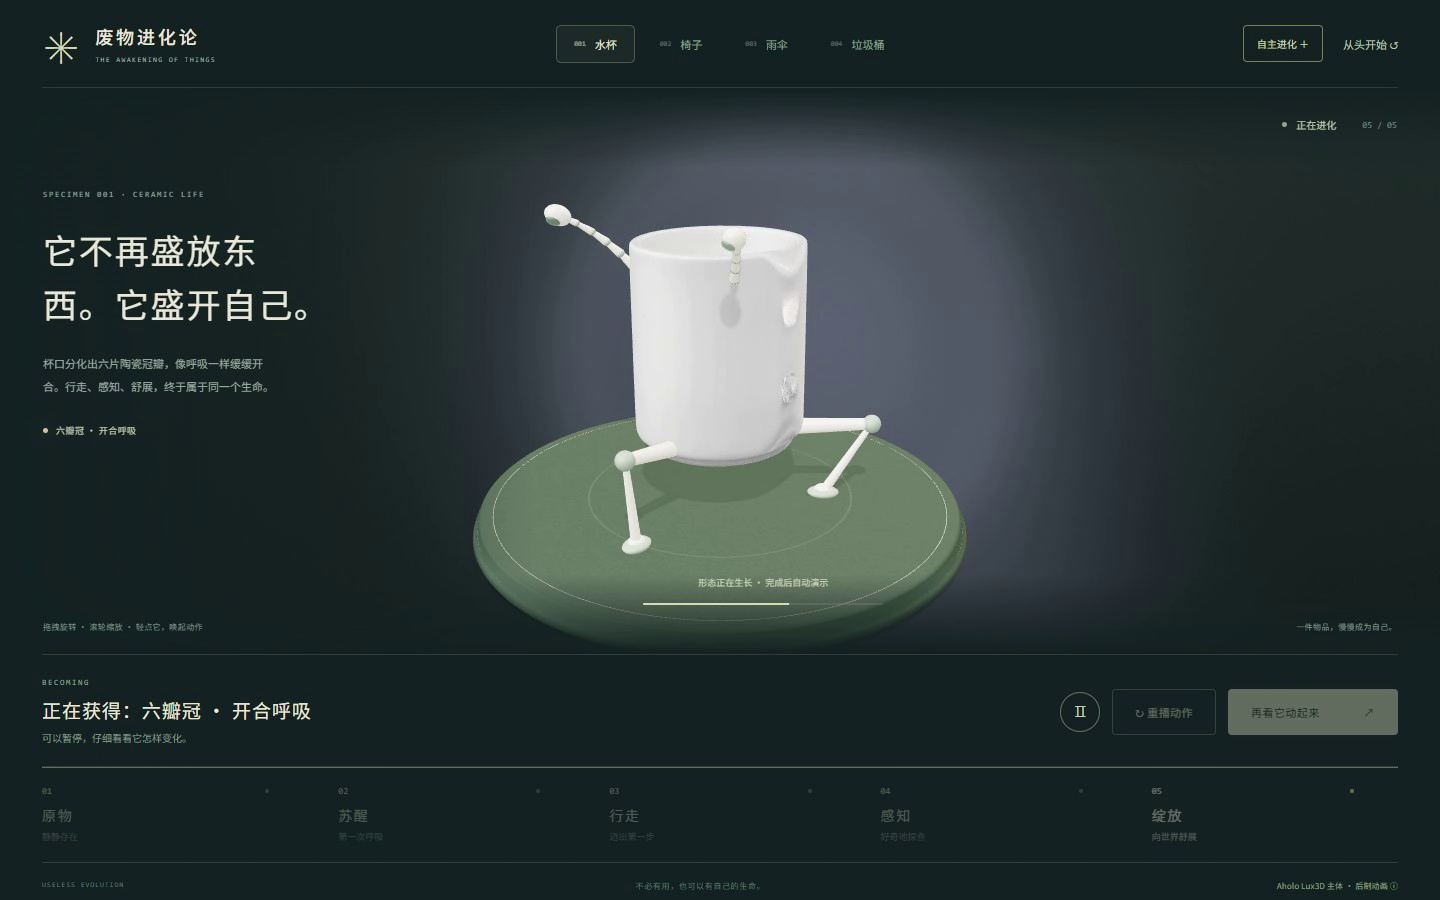 废物进化论
THE AWAKENING OF THINGS
001 水杯
002 椅子
003 雨伞
004 垃圾桶
自主进化 +
从头开始 ↺
正在进化 05 / 05
SPECIMEN 001 · CERAMIC LIFE
它不再盛放东
西。它盛开自己。
杯口分化出六片陶瓷冠瓣，像呼吸一样缓缓开
合。行走、感知、舒展，终于属于同一个生命。
六瓣冠 · 开合呼吸
形态正在生长 · 完成后自动演示
拖拽旋转 · 滚轮缩放 · 轻点它，唤起动作
一件物品，慢慢成为自己。
BECOMING
正在获得：六瓣冠 · 开合呼吸
可以暂停，仔细看看它怎样变化。
↻ 重播动作
再看它动起来 ↗
01
原物
静静存在
02
苏醒
第一次呼吸
03
行走
迈出第一步
04
感知
好奇地探查
05
绽放
向世界舒展
USELESS EVOLUTION
不必有用，也可以有自己的生命。
Aholo Lux3D 主体 · 后制动画 ⓘ